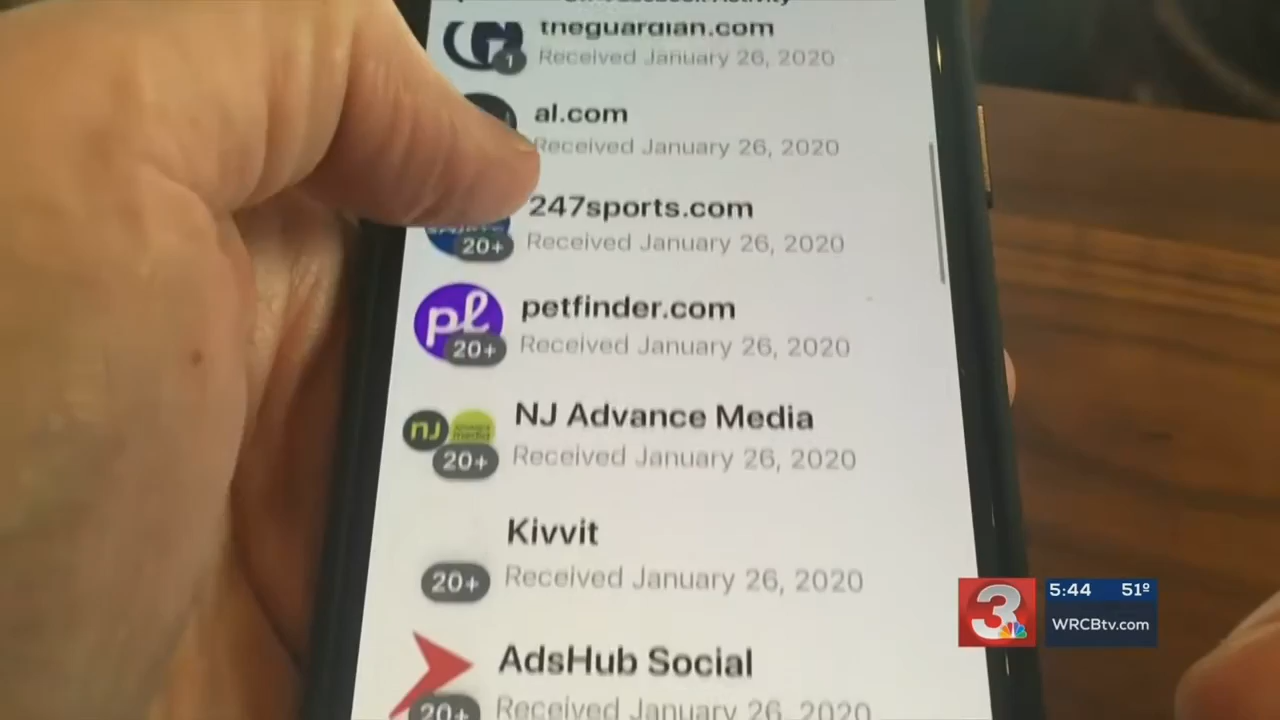 theguardian.com
1
Received January 26, 2020
al.com
Received January 26, 2020
247sports.com
20+
Received January 26, 2020
pf
petfinder.com
20+
Received January 26, 2020
nj
NJ Advance Media
20+
Received January 26, 2020
Kivvit
20+
Received January 26, 2020
AdsHub Social
20+
Received January 26, 2020
3
5:44 51º
WRCBtv.com